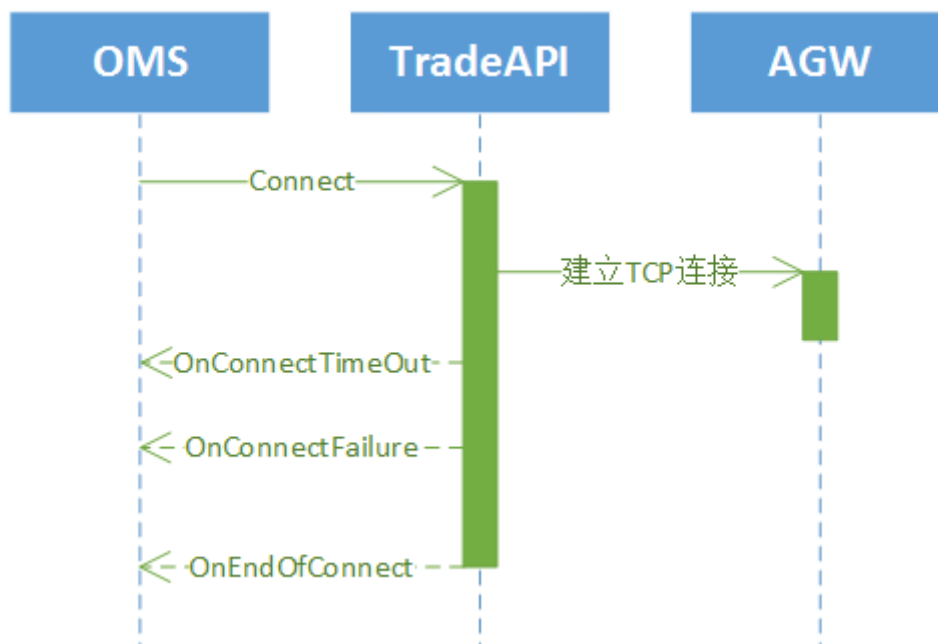 OMS
TradeAPI
AGW
Connect
建立TCP连接
OnConnectTimeOut
OnConnectFailure
OnEndOfConnect